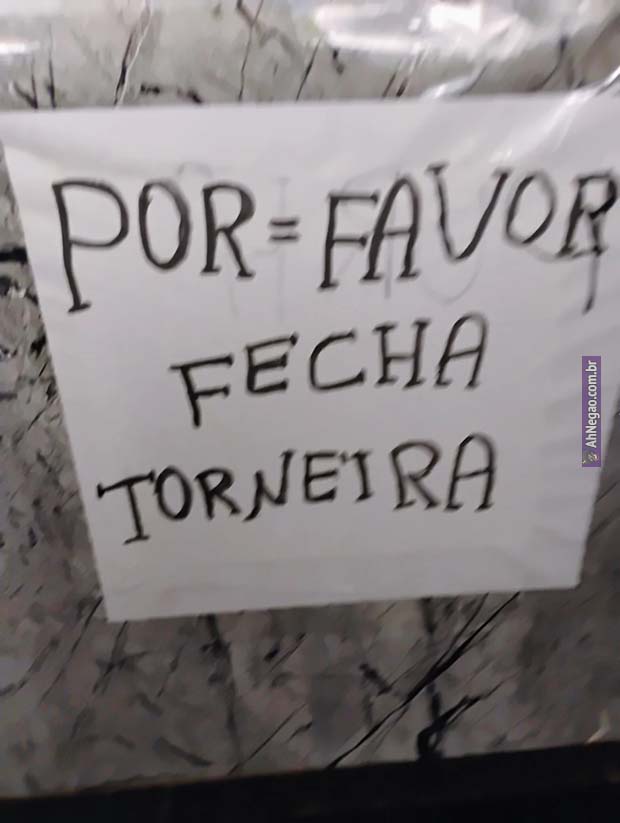 POR = FAVOR
FECHA
TORNEIRA
AhNegao.com.br